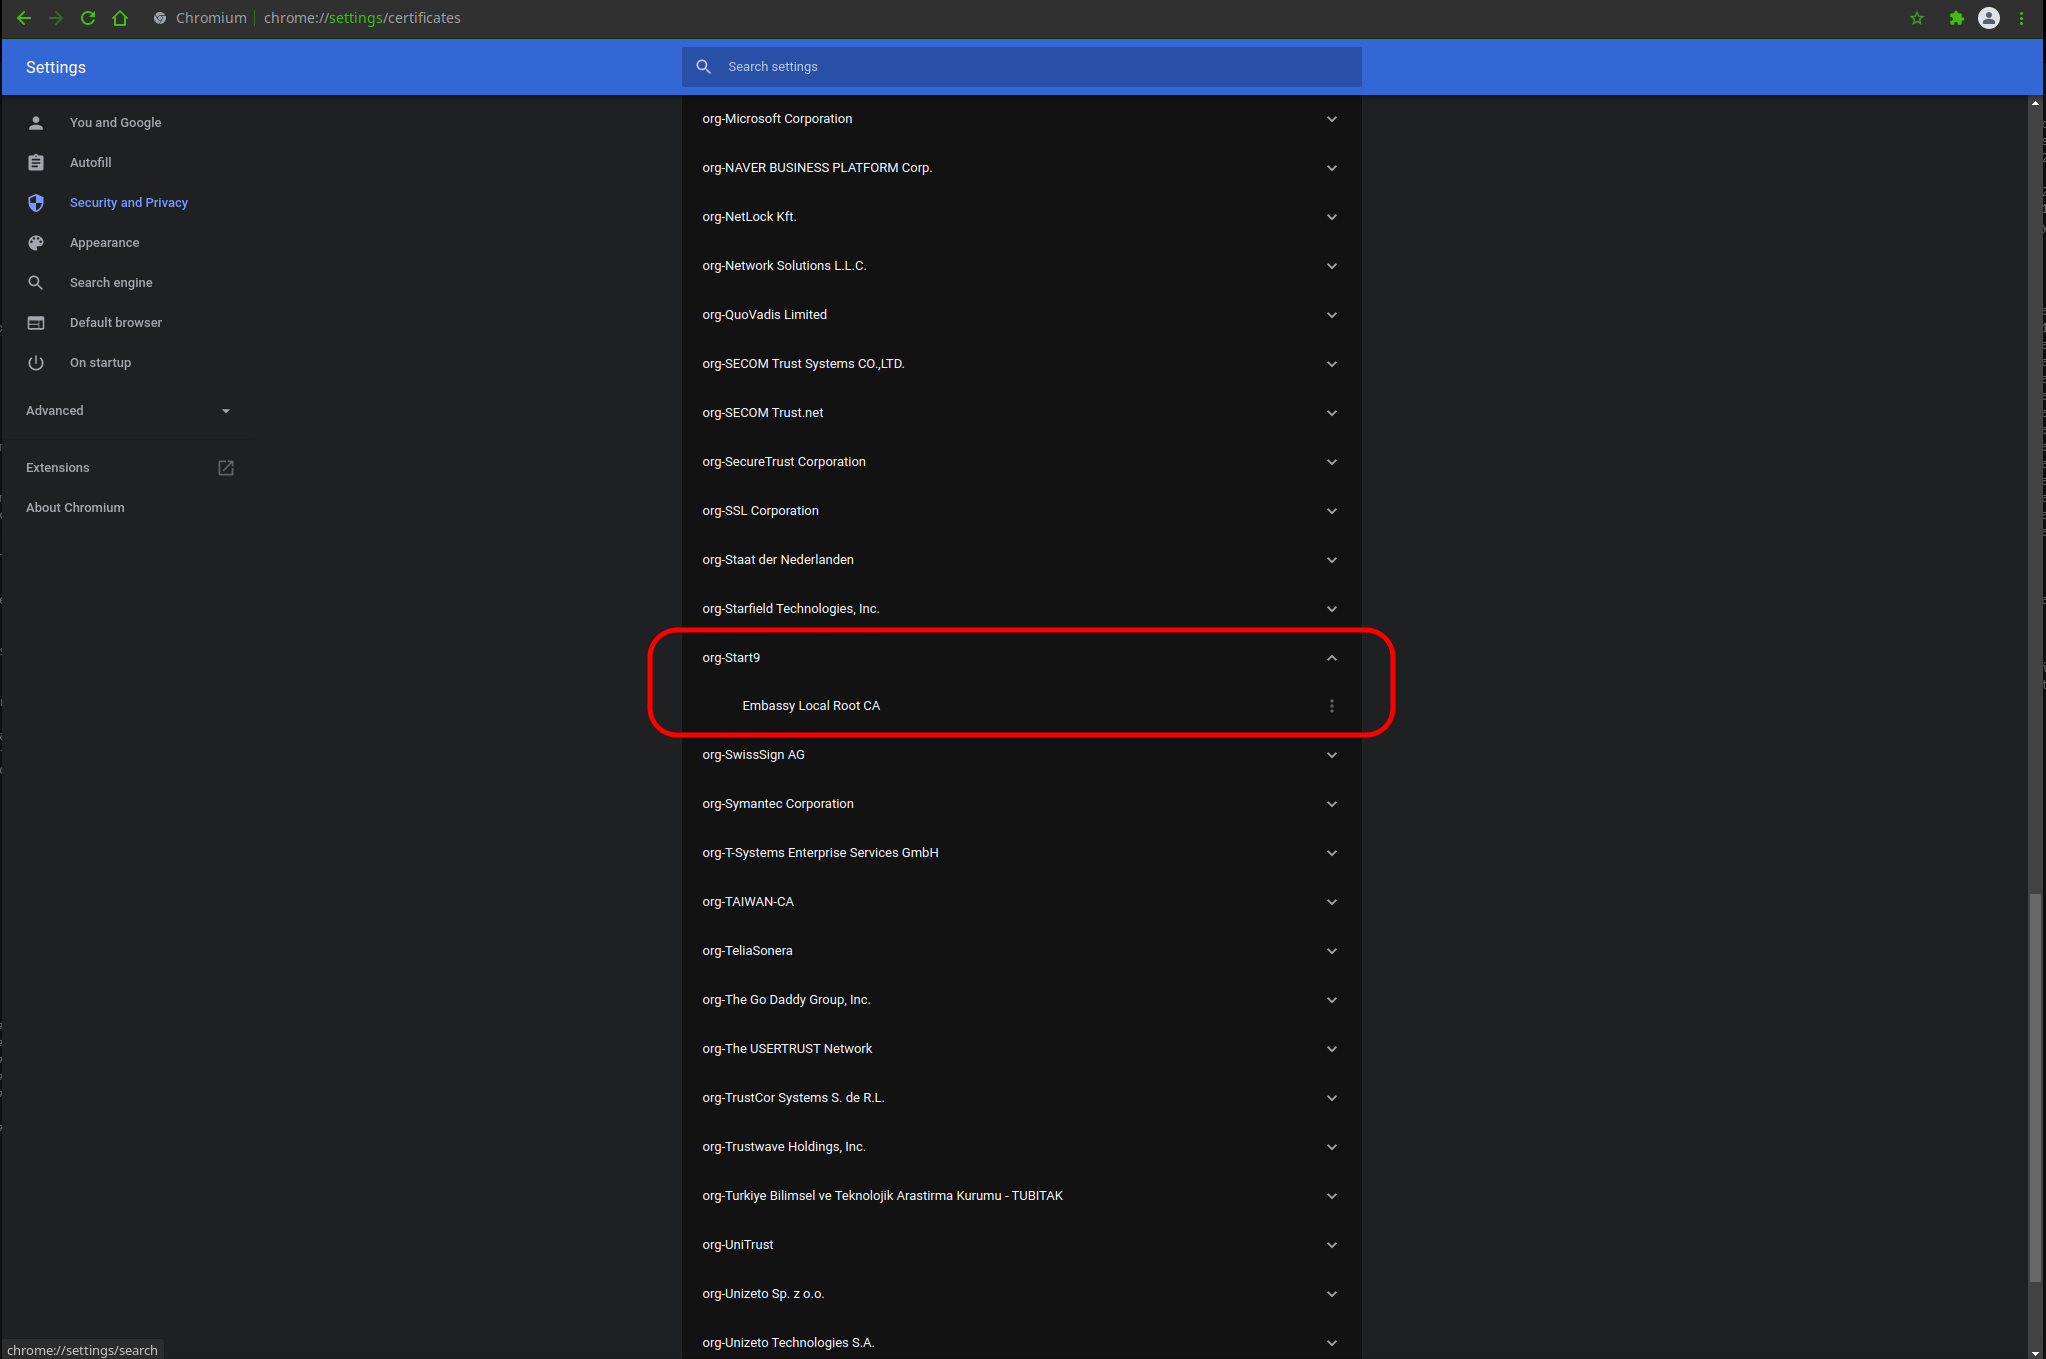 Chromium | chrome://settings/certificates
Settings
Search settings
You and Google
Autofill
Security and Privacy
Appearance
Search engine
Default browser
On startup
Advanced
Extensions
About Chromium
org-Microsoft Corporation
org-NAVER BUSINESS PLATFORM Corp.
org-NetLock Kft.
org-Network Solutions L.L.C.
org-QuoVadis Limited
org-SECOM Trust Systems CO.,LTD.
org-SECOM Trust.net
org-SecureTrust Corporation
org-SSL Corporation
org-Staat der Nederlanden
org-Starfield Technologies, Inc.
org-Start9
Embassy Local Root CA
org-SwissSign AG
org-Symantec Corporation
org-T-Systems Enterprise Services GmbH
org-TAIWAN-CA
org-TeliaSonera
org-The Go Daddy Group, Inc.
org-The USERTRUST Network
org-TrustCor Systems S. de R.L.
org-Trustwave Holdings, Inc.
org-Turkiye Bilimsel ve Teknolojik Arastirma Kurumu - TUBITAK
org-UniTrust
org-Unizeto Sp. z o.o.
org-Unizeto Technologies S.A.
chrome://settings/search